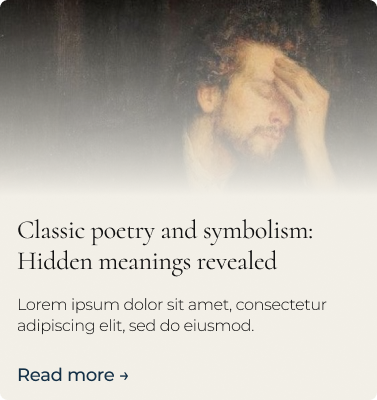 Classic poetry and symbolism:
Hidden meanings revealed
Lorem ipsum dolor sit amet, consectetur
adipiscing elit, sed do eiusmod.
Read more →